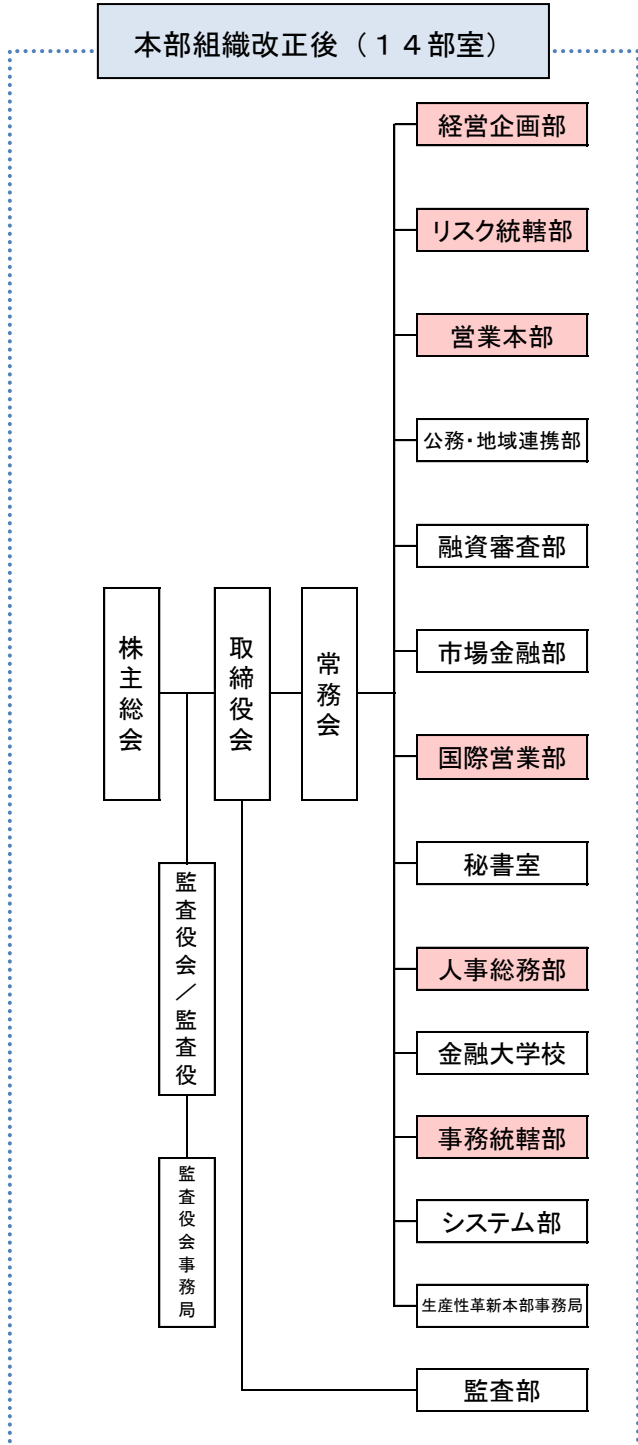 本部組織改正後（１４部室）
経営企画部
リスク統轄部
営業本部
公務・地域連携部
融資審査部
市場金融部
国際営業部
秘書室
人事総務部
金融大学校
事務統轄部
システム部
生産性革新本部事務局
監査部
株主総会
取締役会
常務会
監査役会／監査役
監査役会事務局